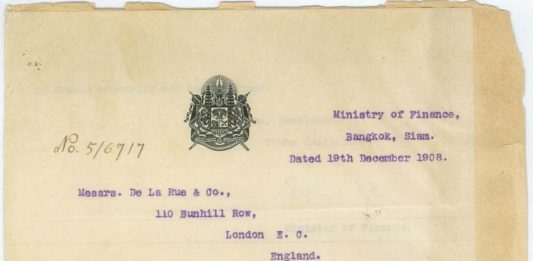 Ministry of Finance,
Bangkok, Siam.
Dated 19th December 1908.
No. 5/6717
Messrs. De La Rue & Co.,
110 Bunhill Row,
London E. C.
England.